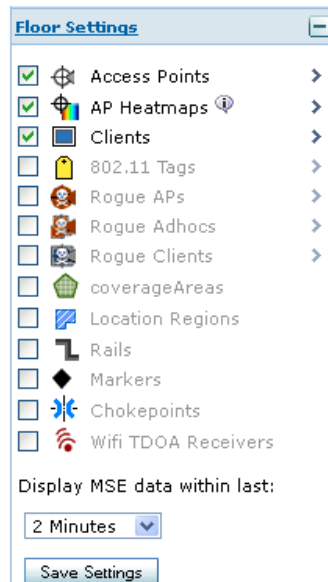 Floor Settings
Access Points
AP Heatmaps
Clients
802.11 Tags
Rogue APs
Rogue Adhocs
Rogue Clients
coverageAreas
Location Regions
Rails
Markers
Chokepoints
Wifi TDOA Receivers
Display MSE data within last:
2 Minutes
Save Settings